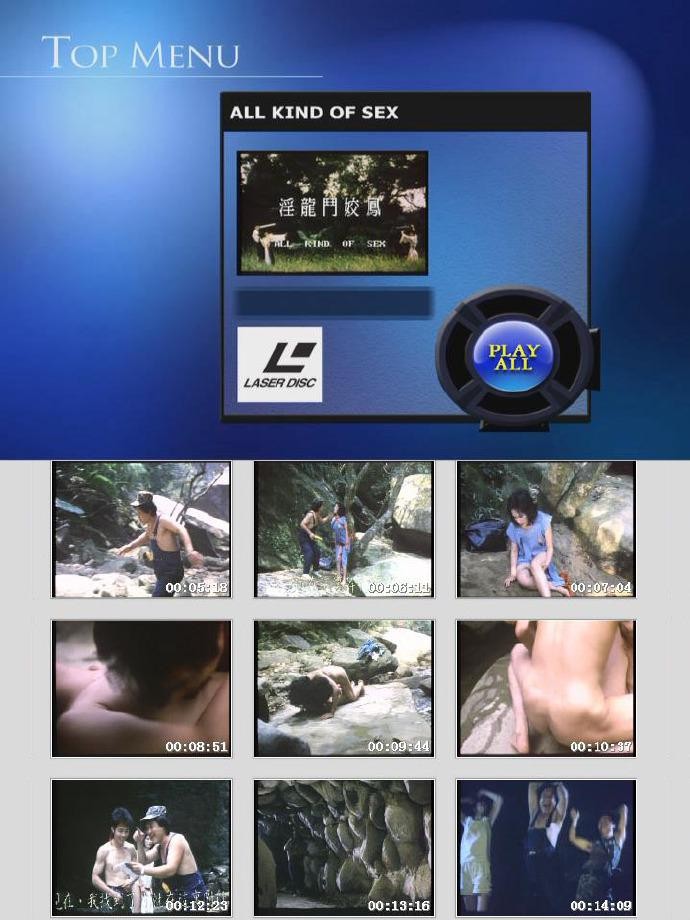 TOP MENU
ALL KIND OF SEX
淫龍鬥姣鳳
ALL KIND OF SEX
PLAY
ALL
LASER DISC
00:05:18
00:06:11
00:07:04
00:08:51
00:09:44
00:10:37
00:12:23
00:13:16
00:14:09